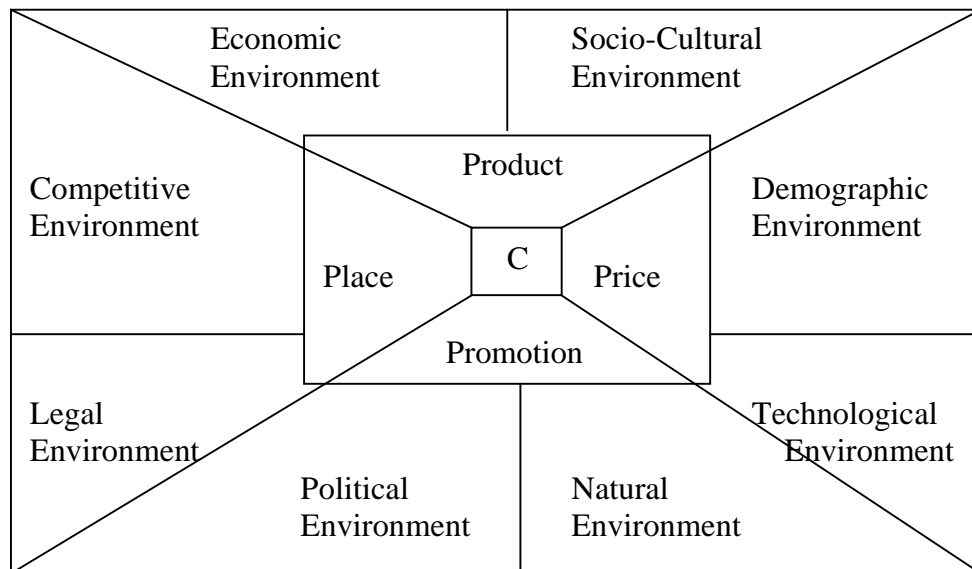 Economic
Environment
Socio-Cultural
Environment
Product
Competitive
Environment
Demographic
Environment
C
Place
Price
Promotion
Legal
Environment
Technological
Environment
Political
Environment
Natural
Environment